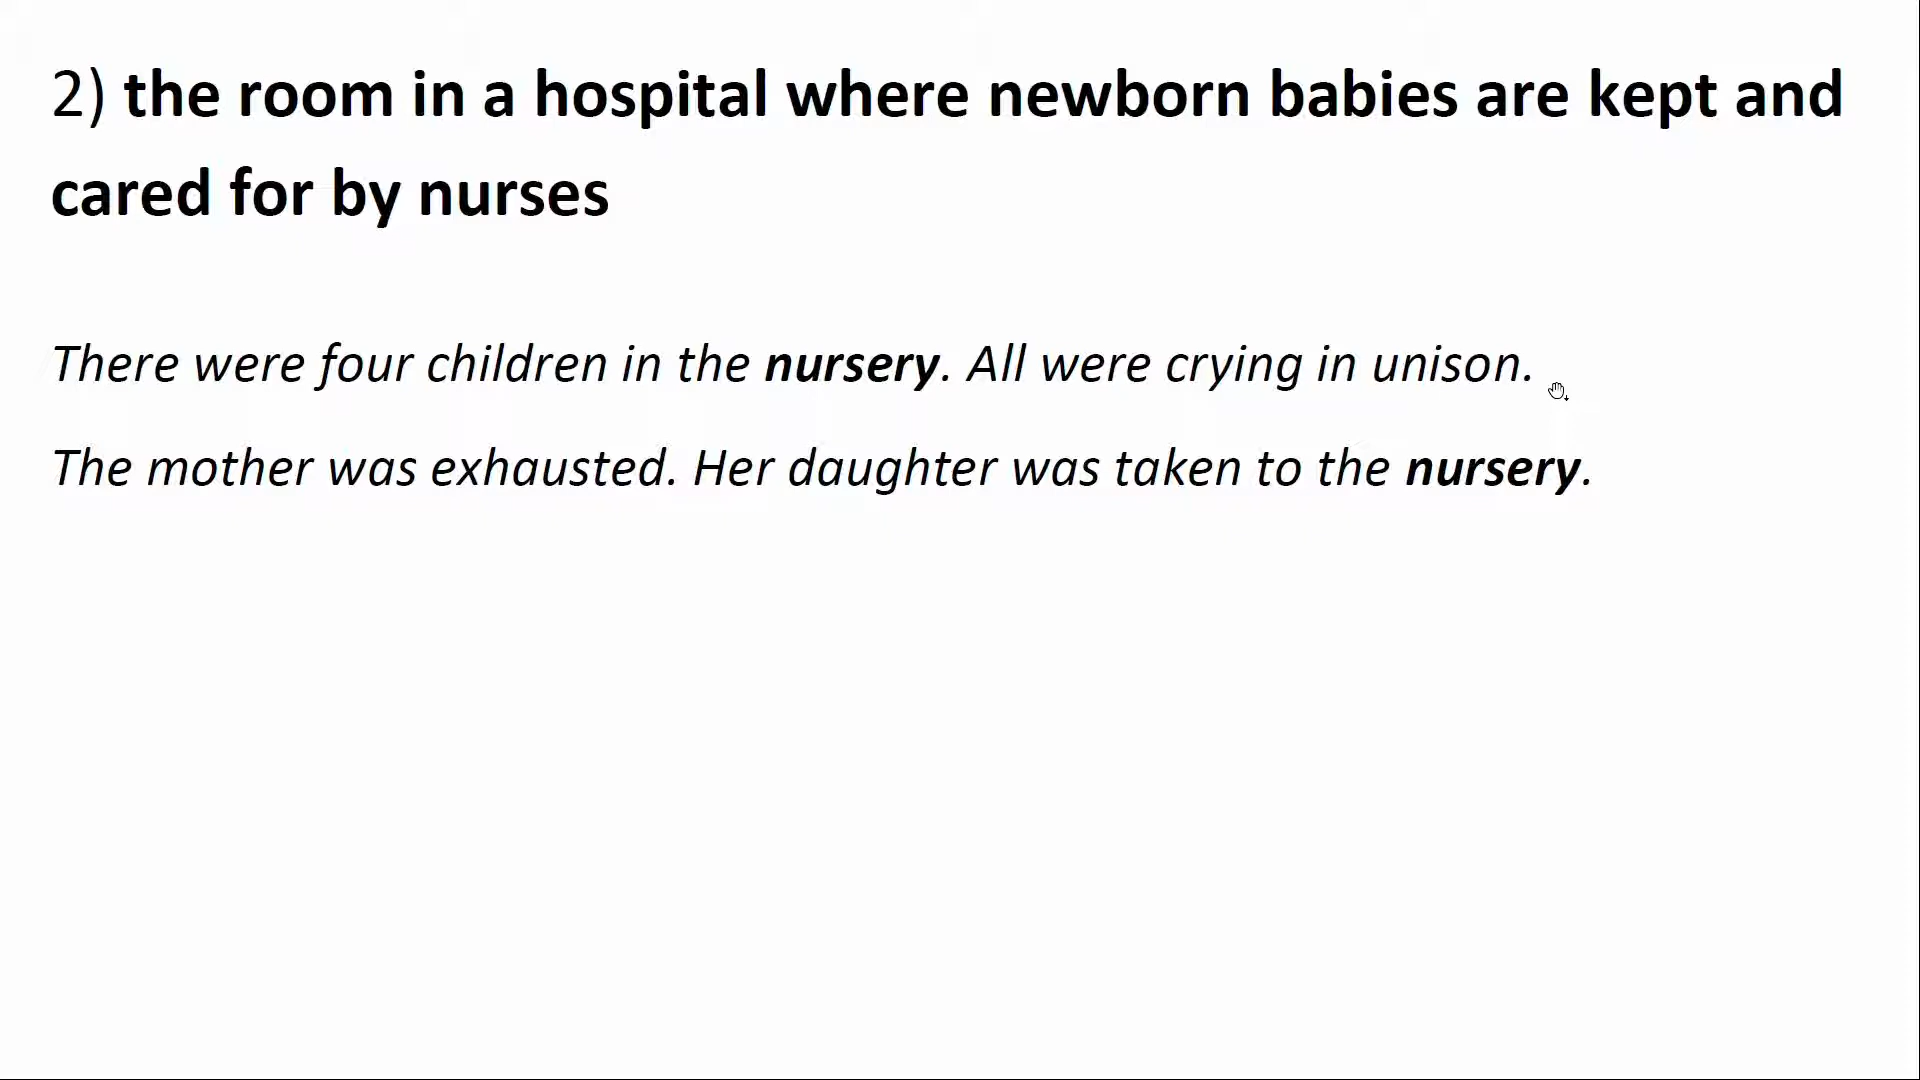 2) the room in a hospital where newborn babies are kept and
cared for by nurses
There were four children in the nursery. All were crying in unison.
The mother was exhausted. Her daughter was taken to the nursery.